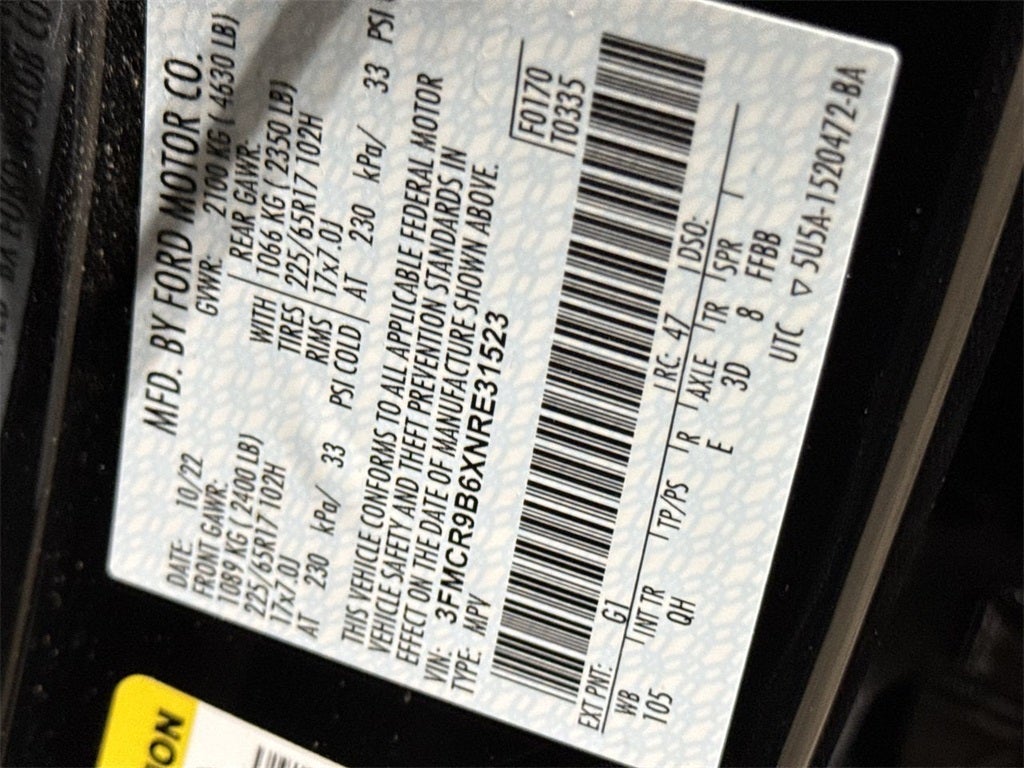 MFD. BY FORD MOTOR CO.
DATE: 10/22 GVWR: 2100 KG ( 4630 LB)
FRONT GAWR: REAR GAWR:
1089 KG ( 2400 LB) WITH 1066 KG ( 2350 LB)
225/65R17 102H TIRES 225/65R17 102H
17x7.0J RIMS 17x7.0J
AT 230 kPa/ 33 PSI COLD AT 230 kPa/ 33 PSI
THIS VEHICLE CONFORMS TO ALL APPLICABLE FEDERAL MOTOR
VEHICLE SAFETY AND THEFT PREVENTION STANDARDS IN
EFFECT ON THE DATE OF MANUFACTURE SHOWN ABOVE.
VIN: 3FMCR9B6XNRE31523
TYPE: MPV
F0170
T0335
EXT PNT: G1 RC: 47 DSO:
WB INT TR TP/PS R AXLE TR SPR
105 QH E 3D 8 FFBB
UTC ▽ 5U5A-1520472-BA